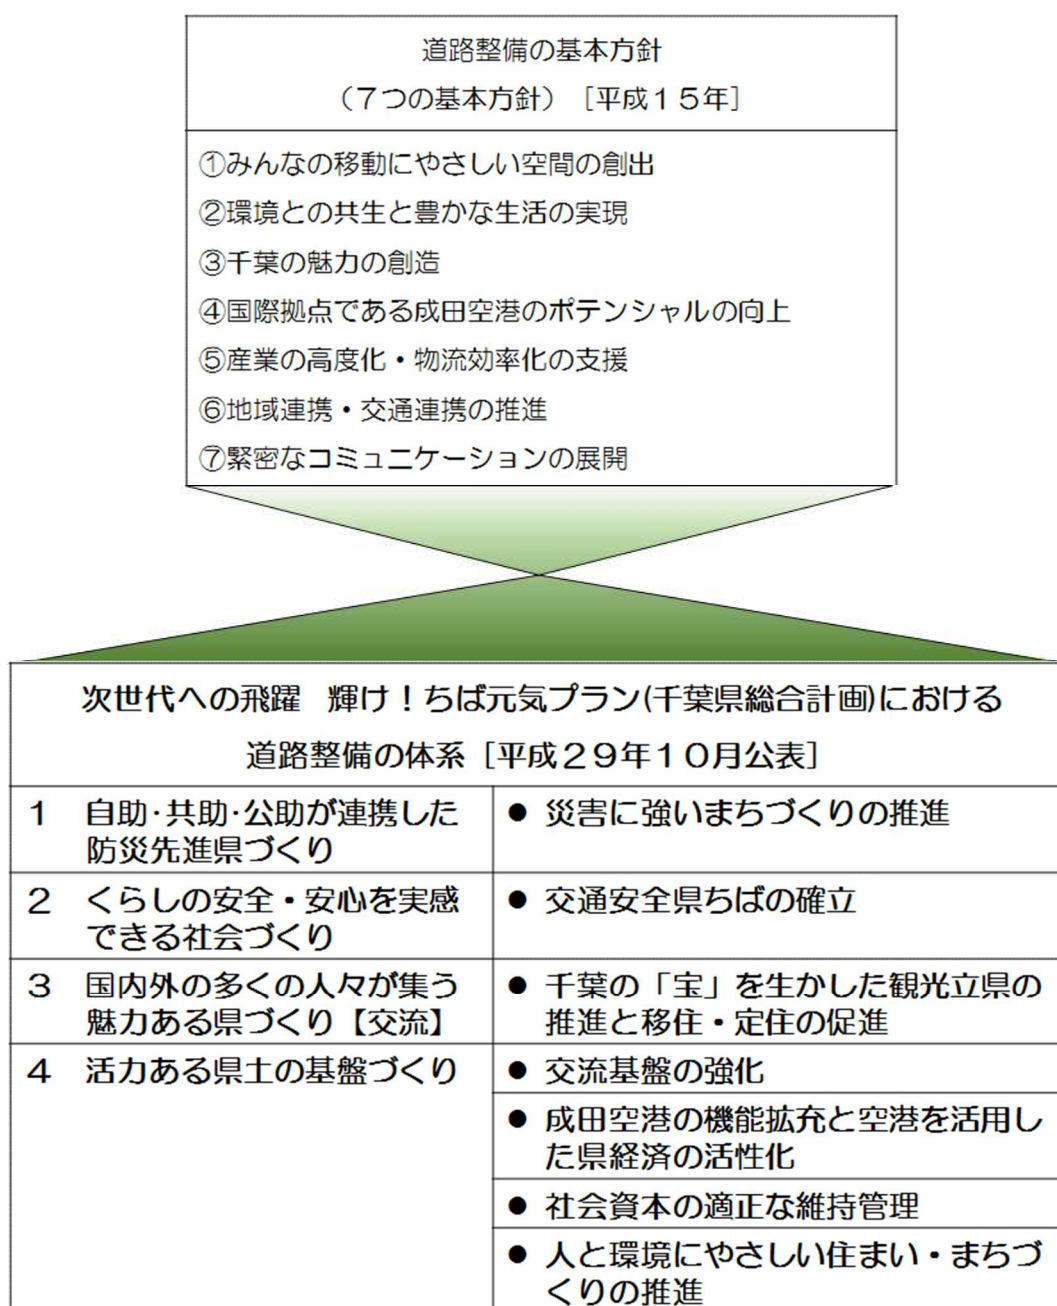 道路整備の基本方針
（７つの基本方針）［平成１５年］
①みんなの移動にやさしい空間の創出
②環境との共生と豊かな生活の実現
③千葉の魅力の創造
④国際拠点である成田空港のポテンシャルの向上
⑤産業の高度化・物流効率化の支援
⑥地域連携・交通連携の推進
⑦緊密なコミュニケーションの展開
次世代への飛躍　輝け！ちば元気プラン(千葉県総合計画)における
道路整備の体系［平成２９年１０月公表］
１　自助･共助･公助が連携した
防災先進県づくり
● 災害に強いまちづくりの推進
２　くらしの安全・安心を実感
できる社会づくり
● 交通安全県ちばの確立
３　国内外の多くの人々が集う
魅力ある県づくり【交流】
● 千葉の「宝」を生かした観光立県の
推進と移住・定住の促進
４　活力ある県土の基盤づくり
● 交流基盤の強化
● 成田空港の機能拡充と空港を活用し
た県経済の活性化
● 社会資本の適正な維持管理
● 人と環境にやさしい住まい・まちづ
くりの推進